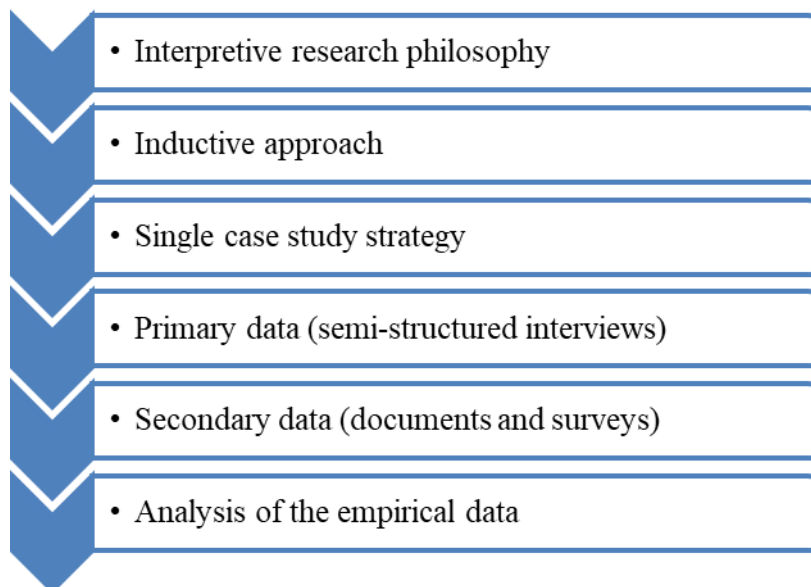 • Interpretive research philosophy
• Inductive approach
• Single case study strategy
• Primary data (semi-structured interviews)
• Secondary data (documents and surveys)
• Analysis of the empirical data